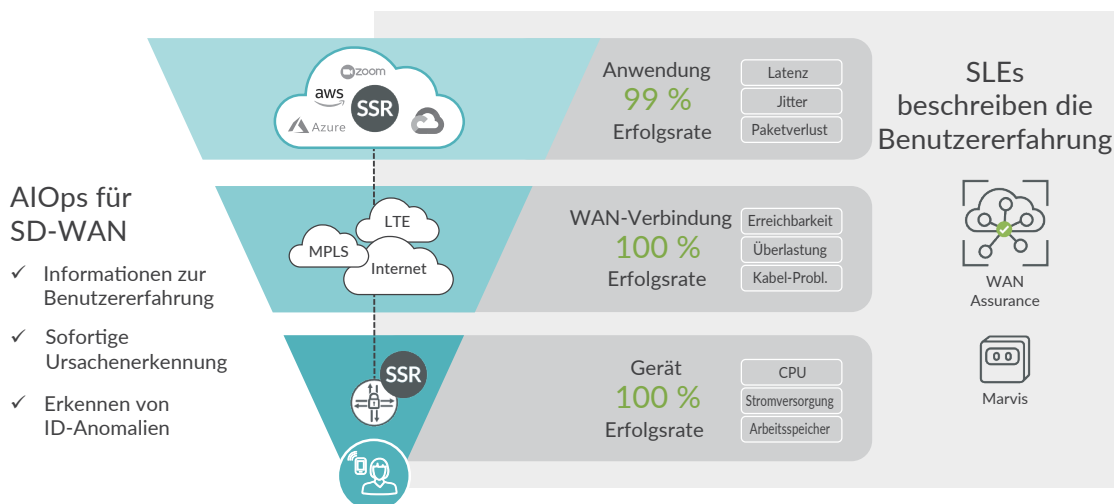 AIOps für
SD-WAN
✓ Informationen zur
Benutzererfahrung
✓ Sofortige
Ursachenerkennung
✓ Erkennen von
ID-Anomalien
zoom
aws
SSR
Azure
LTE
MPLS
Internet
SSR
Anwendung
99 %
Erfolgsrate
Latenz
Jitter
Paketverlust
WAN-Verbindung
100 %
Erfolgsrate
Erreichbarkeit
Überlastung
Kabel-Probl.
Gerät
100 %
Erfolgsrate
CPU
Stromversorgung
Arbeitsspeicher
SLEs
beschreiben die
Benutzererfahrung
WAN
Assurance
Marvis